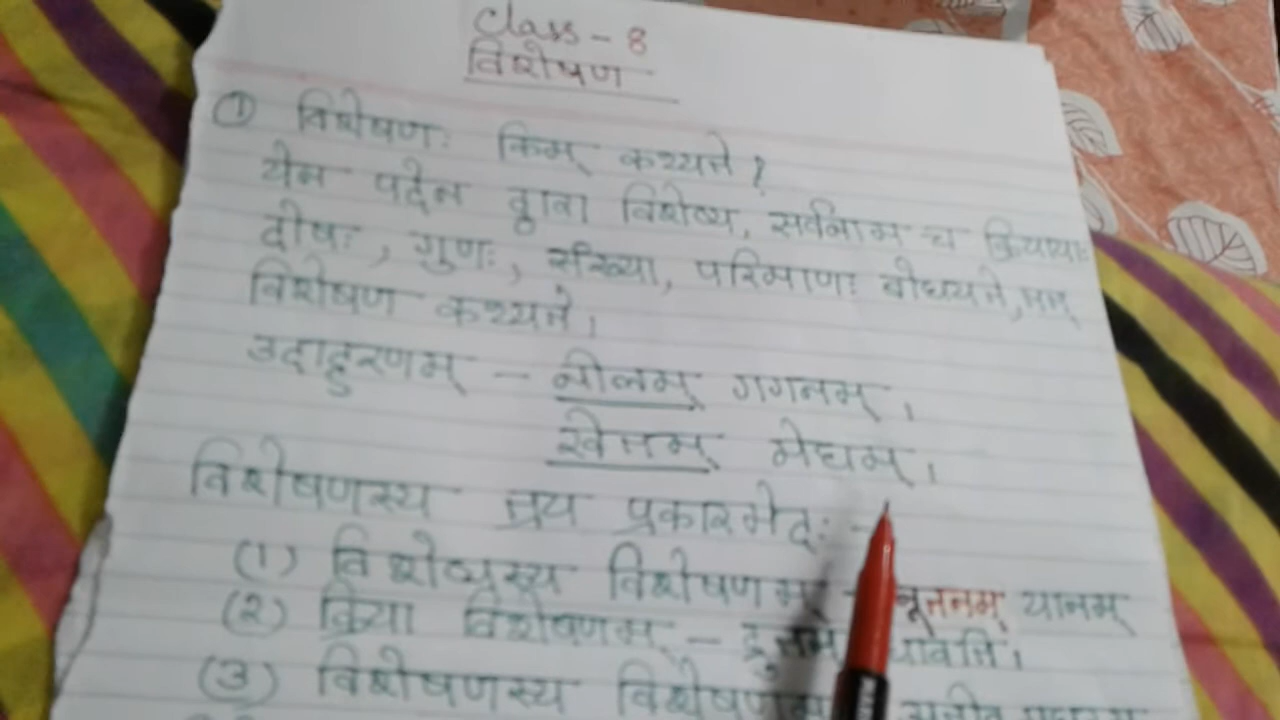 Class - 8
विशेषण
① विशेषण: किम् कथ्यते?
येन पदेन द्वारा विशेष्य, सर्वनाम च क्रियाया:
दोष:, गुण:, संख्या, परिमाण: बोधयते, तत्
विशेषण कथ्यते।
उदाहरणम् - नीलम् गगनम्।
श्वेतम् मेघम्।
विशेषणस्य त्रय प्रकारभेद: -
(1) विशेष्यस्य विशेषणम् - नूतनम् यानम्
(2) क्रिया विशेषणम् - द्रुतम् धावति।
(3) विशेषणस्य विशेषणम्